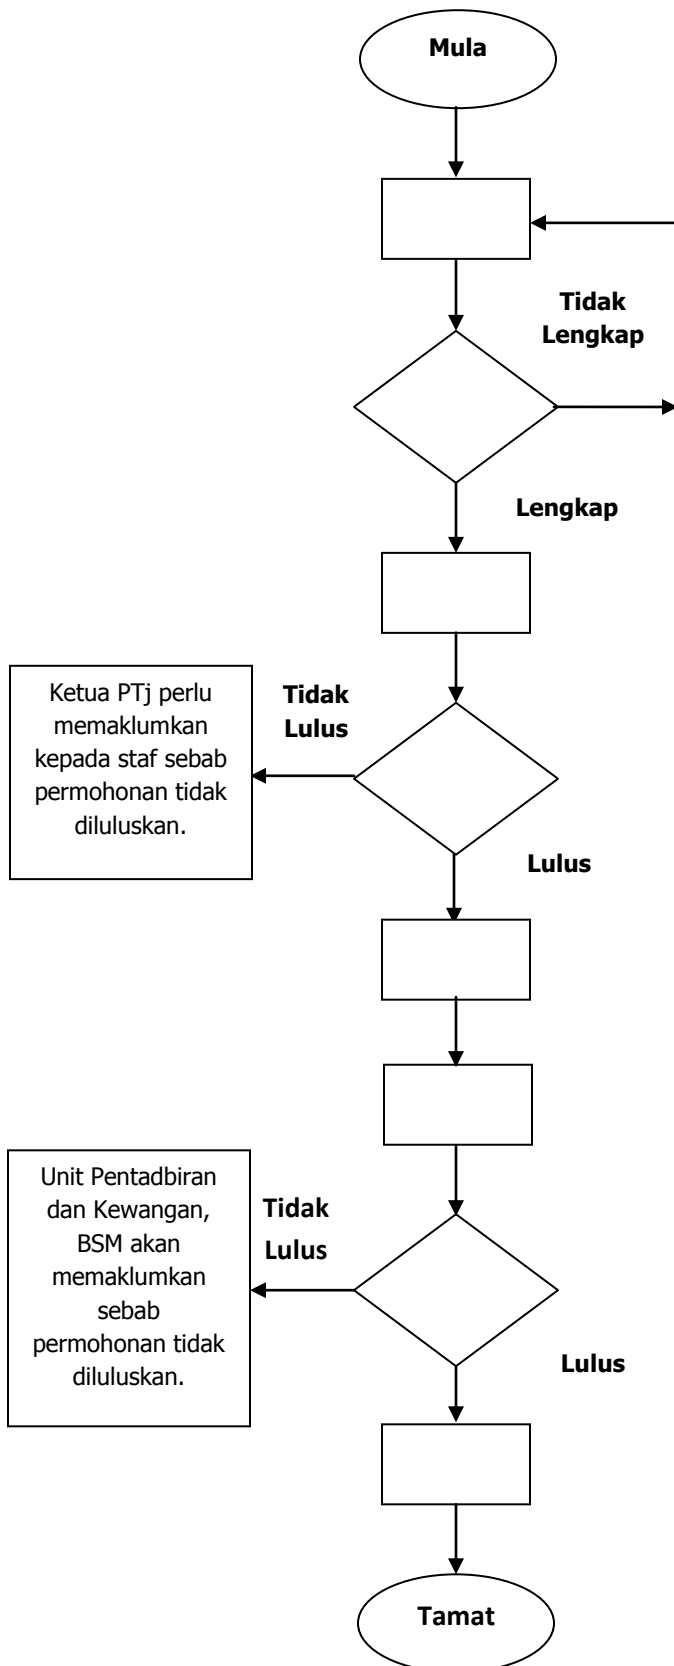 Mula
Tidak
Lengkap
Lengkap
Ketua PTj perlu
memaklumkan
kepada staf sebab
permohonan tidak
diluluskan.
Tidak
Lulus
Lulus
Unit Pentadbiran
dan Kewangan,
BSM akan
memaklumkan
sebab
permohonan tidak
diluluskan.
Tidak
Lulus
Lulus
Tamat